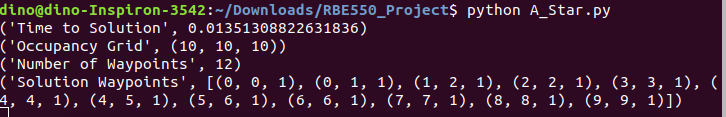 dino@dino-Inspiron-3542:~/Downloads/RBE550_Project$ python A_Star.py
('Time to Solution', 0.01351308822631836)
('Occupancy Grid', (10, 10, 10))
('Number of Waypoints', 12)
('Solution Waypoints', [(0, 0, 1), (0, 1, 1), (1, 2, 1), (2, 2, 1), (3, 3, 1), (
4, 4, 1), (4, 5, 1), (5, 6, 1), (6, 6, 1), (7, 7, 1), (8, 8, 1), (9, 9, 1)])